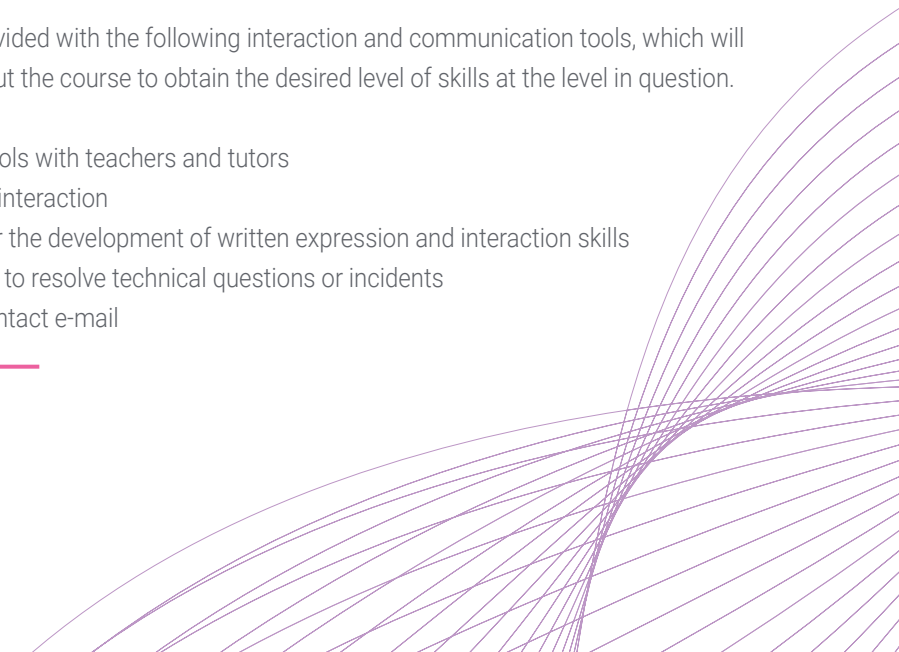 vided with the following interaction and communication tools, which will
ut the course to obtain the desired level of skills at the level in question.
ols with teachers and tutors
interaction
r the development of written expression and interaction skills
to resolve technical questions or incidents
ntact e-mail